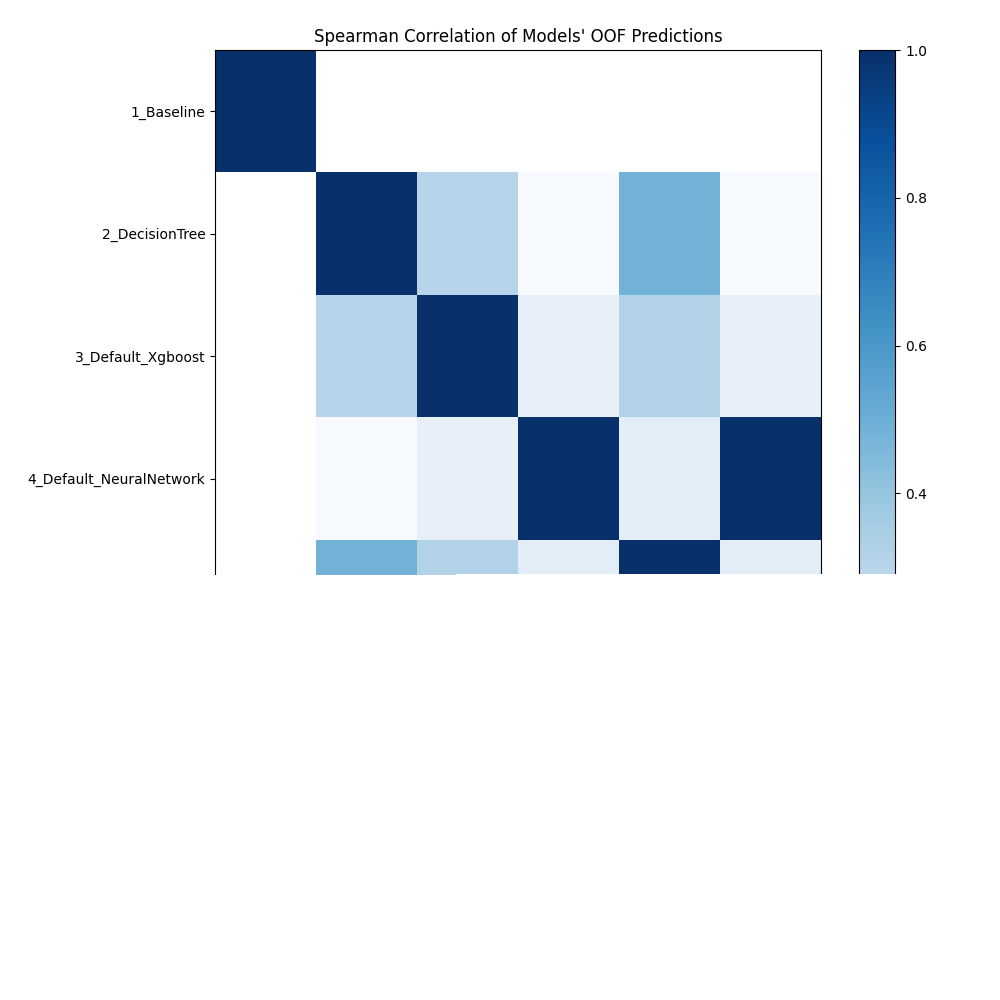 Spearman Correlation of Models' OOF Predictions
1_Baseline
2_DecisionTree
3_Default_Xgboost
4_Default_NeuralNetwork
1.0
0.8
0.6
0.4